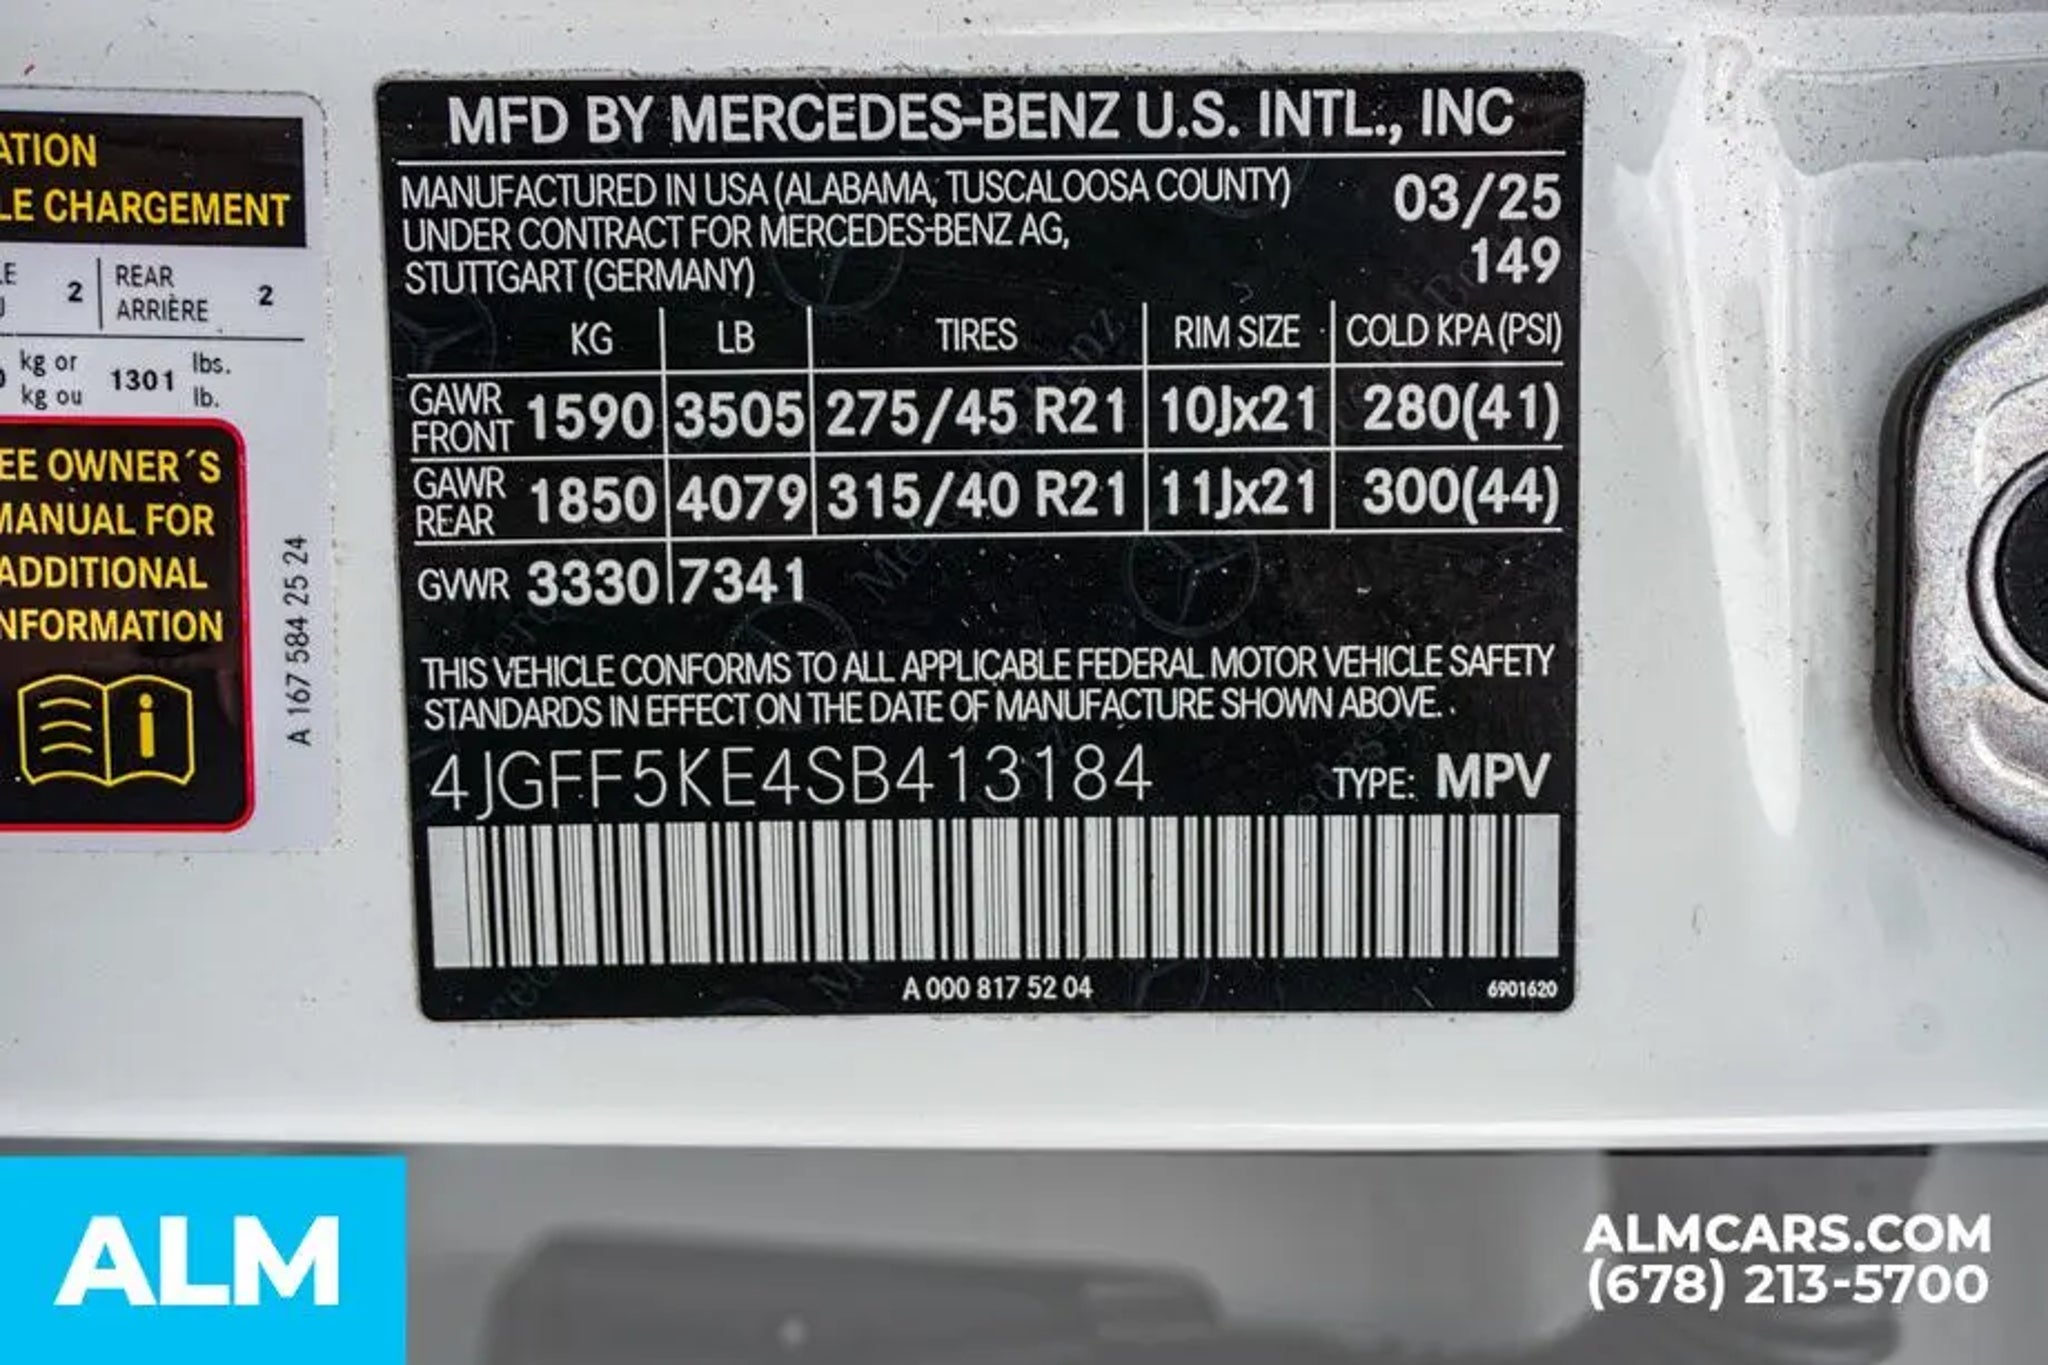 ATION
LE CHARGEMENT
LE 2 REAR 2
U ARRIÈRE
0 kg or 1301 lbs.
kg ou lb.
EE OWNER´S
MANUAL FOR
ADDITIONAL
NFORMATION
A 167 584 25 24
MFD BY MERCEDES-BENZ U.S. INTL., INC
MANUFACTURED IN USA (ALABAMA, TUSCALOOSA COUNTY) 03/25
UNDER CONTRACT FOR MERCEDES-BENZ AG,
STUTTGART (GERMANY) 149
KG LB TIRES RIM SIZE COLD KPA (PSI)
GAWR FRONT 1590 3505 275/45 R21 10Jx21 280(41)
GAWR REAR 1850 4079 315/40 R21 11Jx21 300(44)
GVWR 3330 7341
THIS VEHICLE CONFORMS TO ALL APPLICABLE FEDERAL MOTOR VEHICLE SAFETY
STANDARDS IN EFFECT ON THE DATE OF MANUFACTURE SHOWN ABOVE.
4JGFF5KE4SB413184 TYPE: MPV
A 000 817 52 04 6901620
ALM
ALMCARS.COM
(678) 213-5700